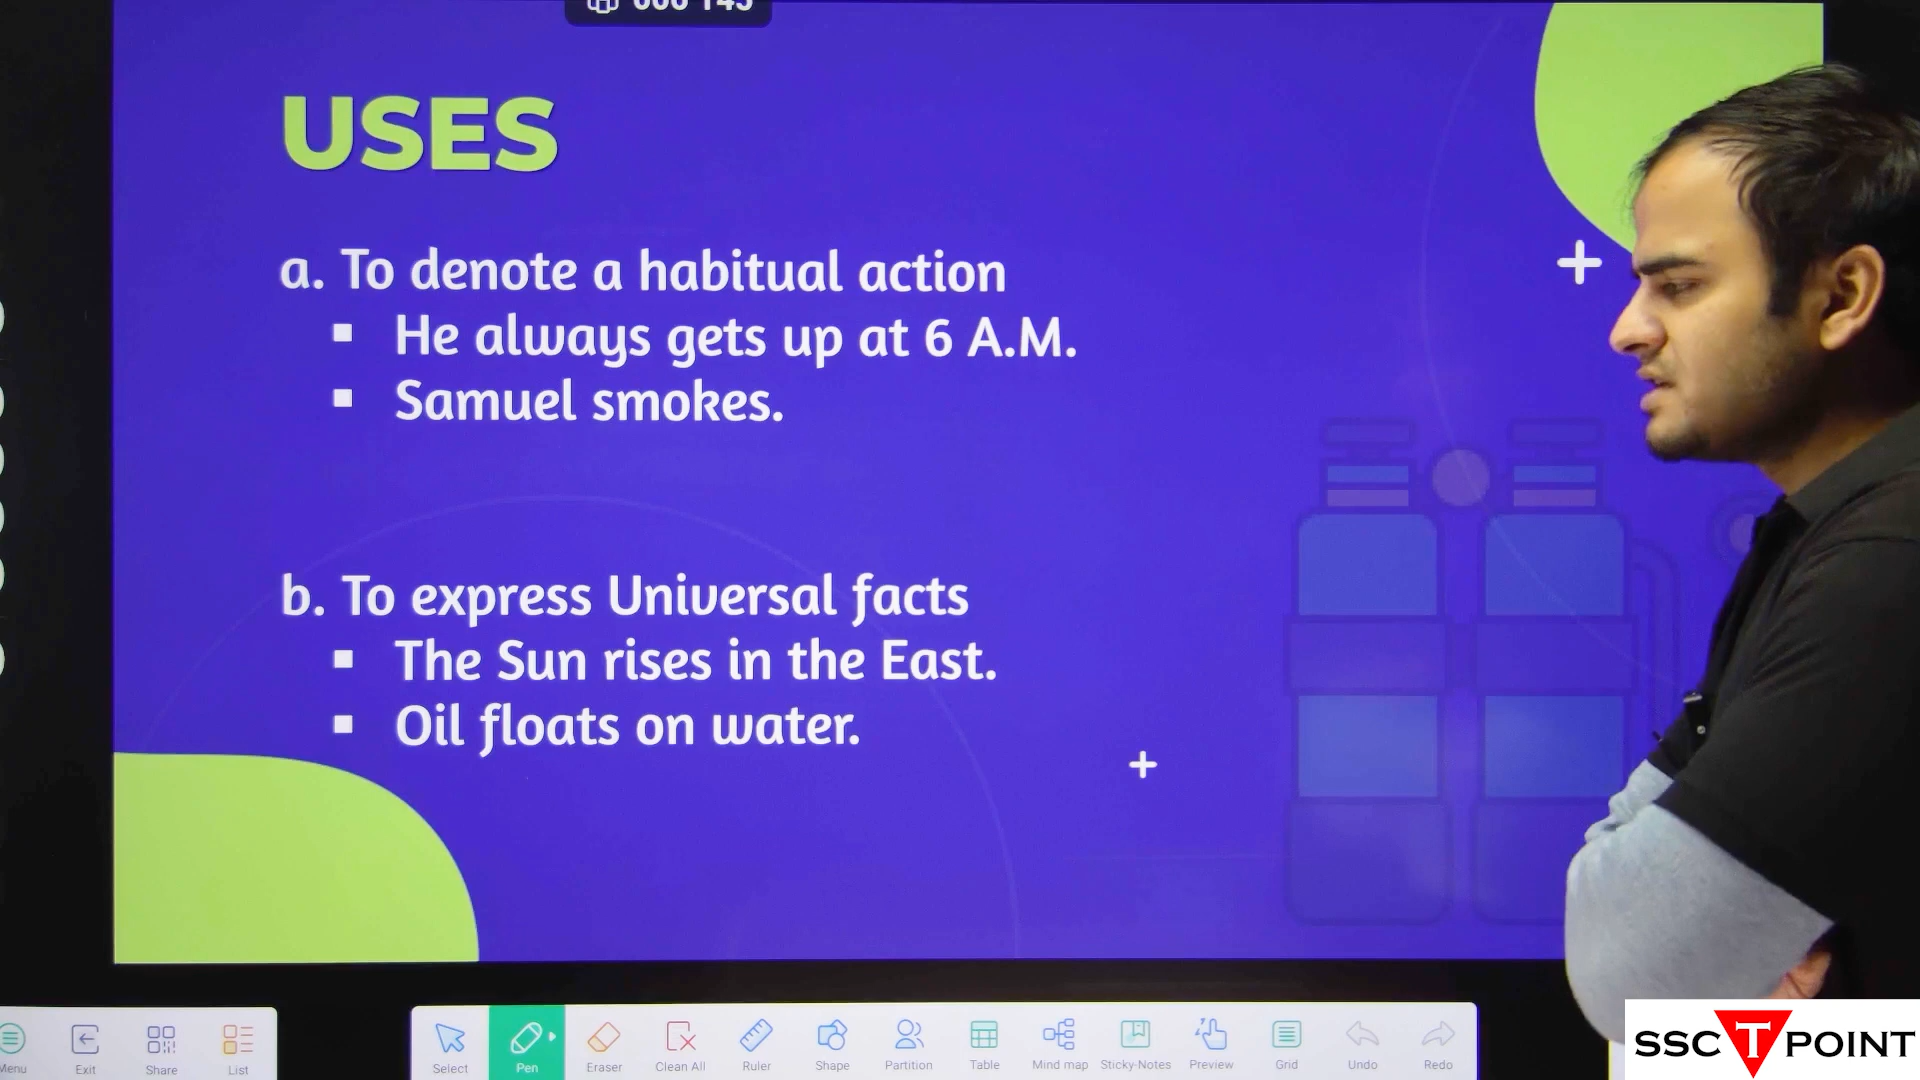 USES
a. To denote a habitual action
▪ He always gets up at 6 A.M.
▪ Samuel smokes.
b. To express Universal facts
▪ The Sun rises in the East.
▪ Oil floats on water.
Menu Exit Share List Select Pen Eraser Clean All Ruler Shape Partition Table Mind map Sticky-Notes Preview Grid Undo Redo
SSC T POINT